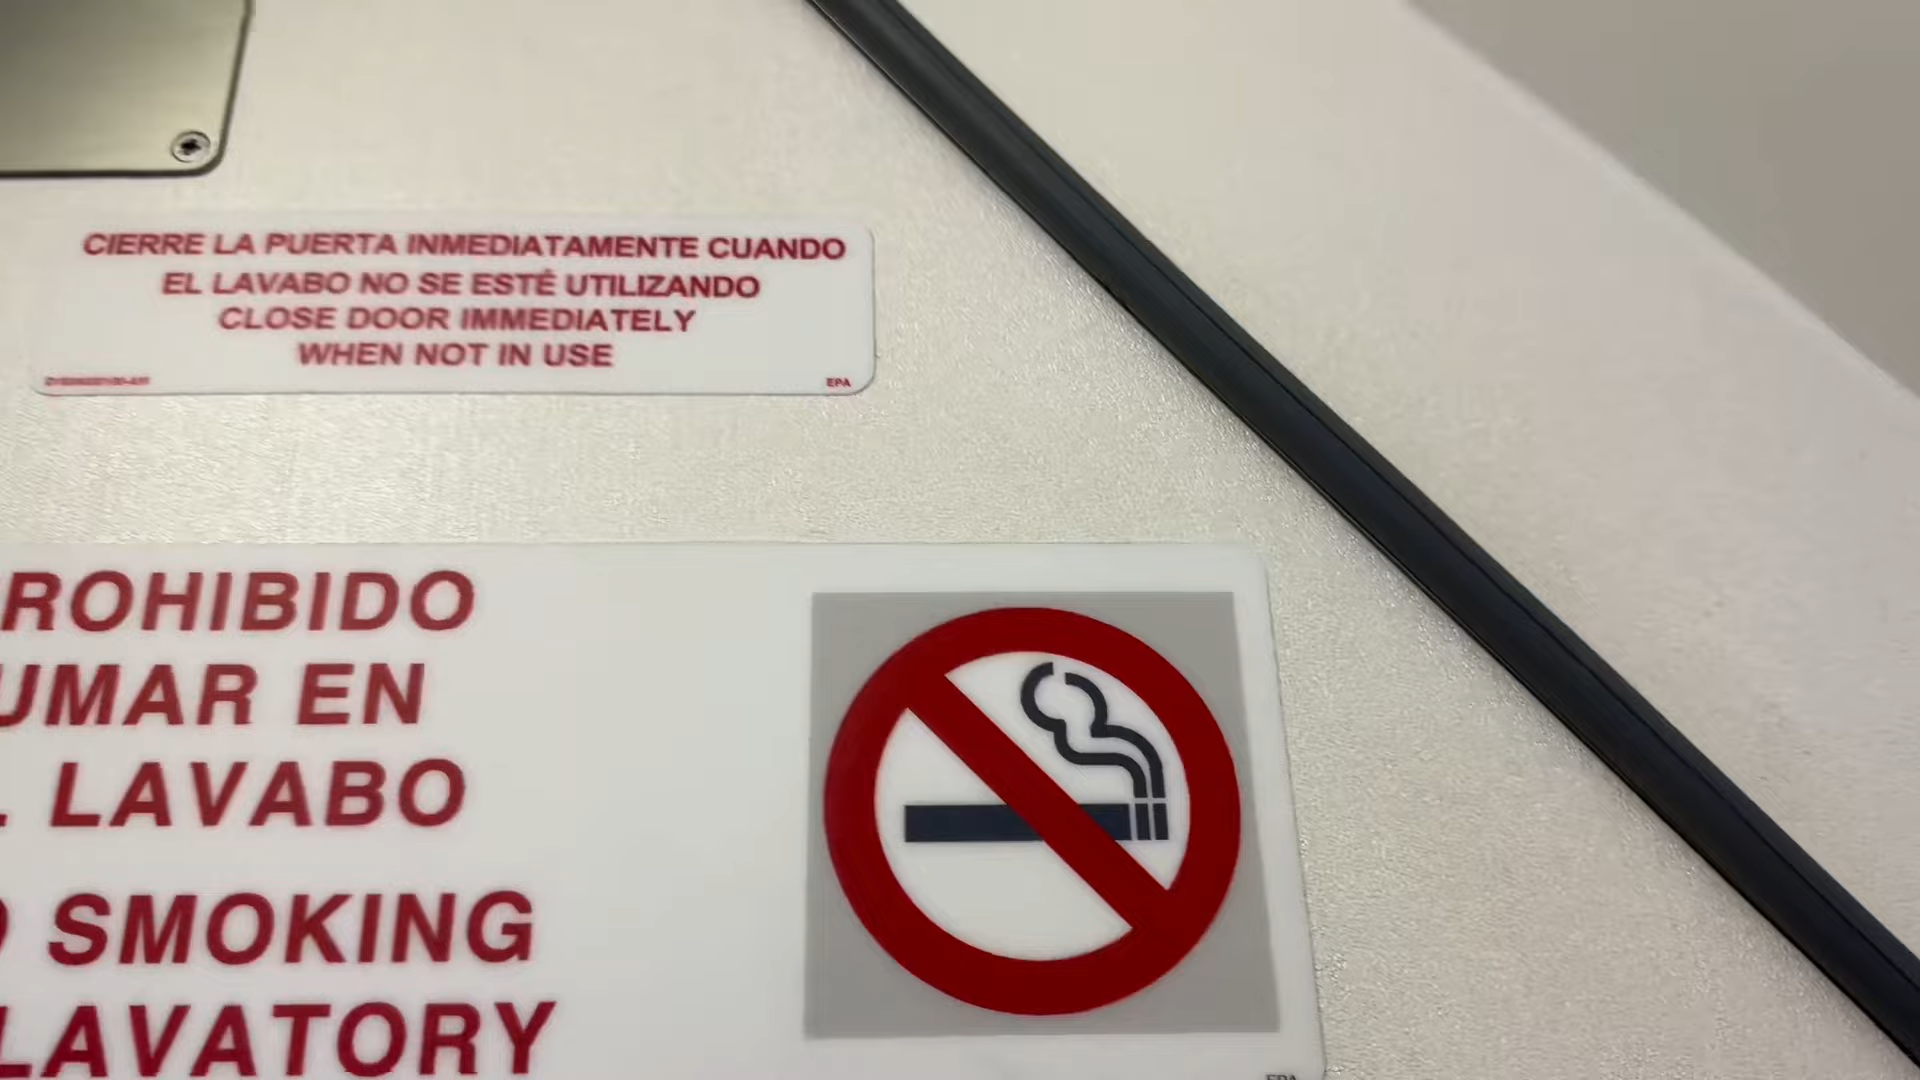 CIERRE LA PUERTA INMEDIATAMENTE CUANDO
EL LAVABO NO SE ESTÉ UTILIZANDO
CLOSE DOOR IMMEDIATELY
WHEN NOT IN USE
EPA
ROHIBIDO
UMAR EN
LAVABO
SMOKING
LAVATORY